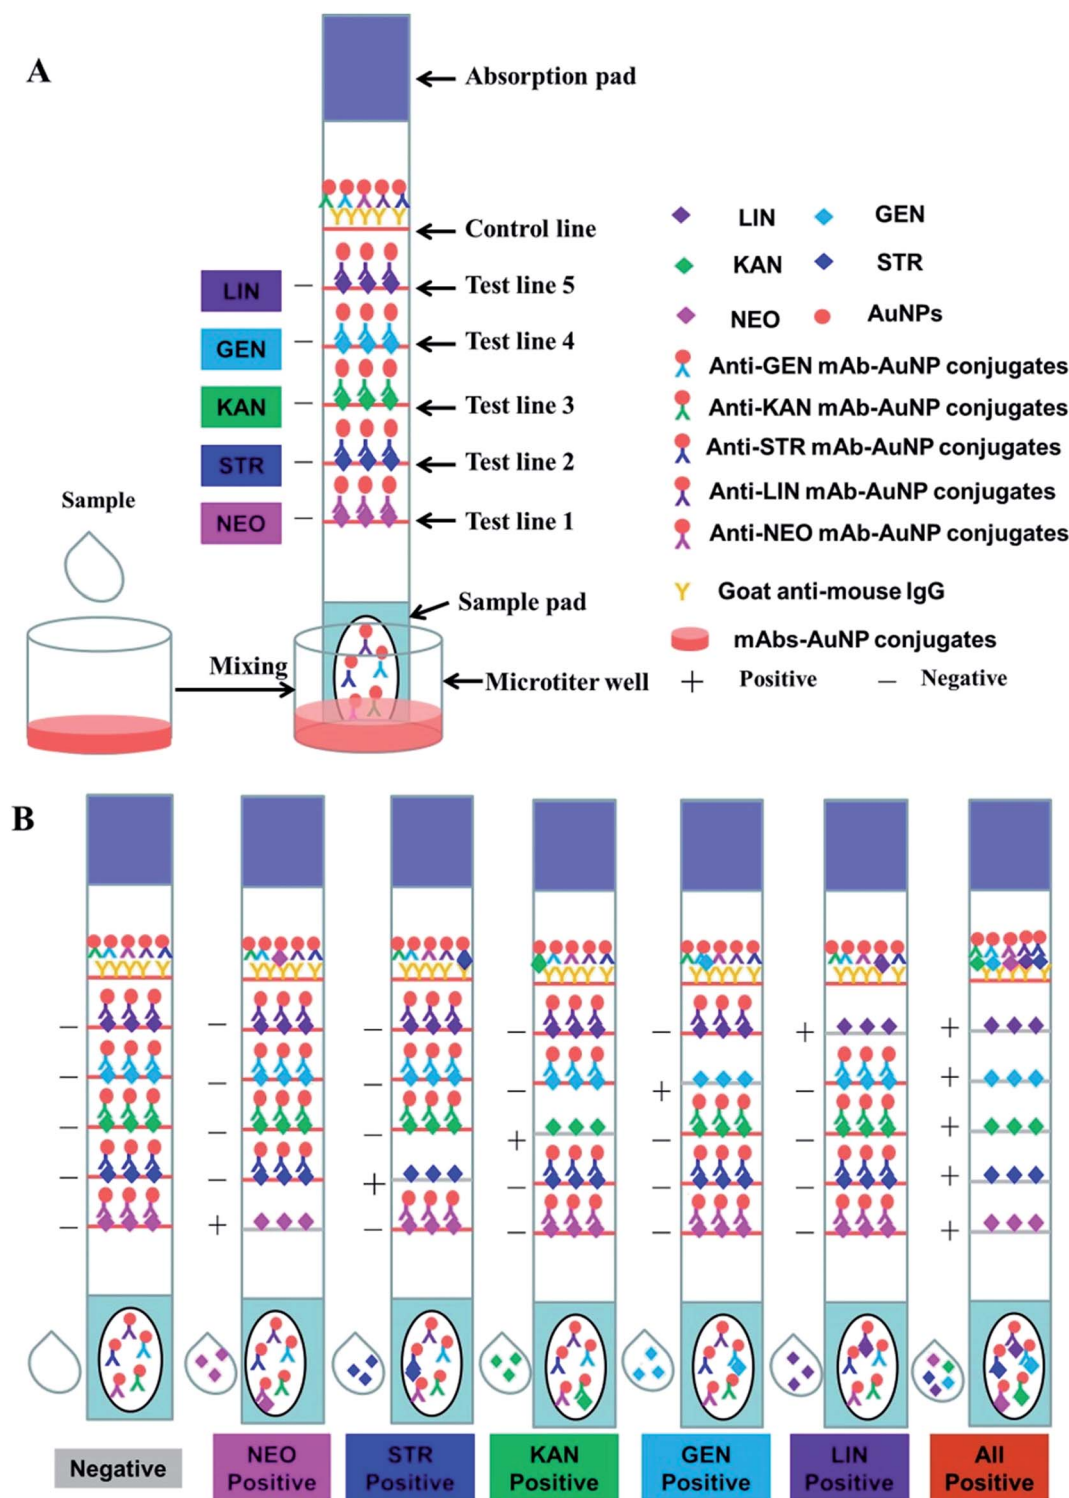 A
Absorption pad
Control line
LIN
–
Test line 5
GEN
–
Test line 4
KAN
–
Test line 3
STR
–
Test line 2
NEO
–
Test line 1
Sample
Sample pad
Mixing
Microtiter well
LIN
GEN
KAN
STR
NEO
AuNPs
Anti-GEN mAb-AuNP conjugates
Anti-KAN mAb-AuNP conjugates
Anti-STR mAb-AuNP conjugates
Anti-LIN mAb-AuNP conjugates
Anti-NEO mAb-AuNP conjugates
Goat anti-mouse IgG
mAbs-AuNP conjugates
+ Positive – Negative
B
– – – – + +
– – – – + – +
– – – + – – +
– – + – – – +
– + – – – – +
Negative
NEO
Positive
STR
Positive
KAN
Positive
GEN
Positive
LIN
Positive
All
Positive